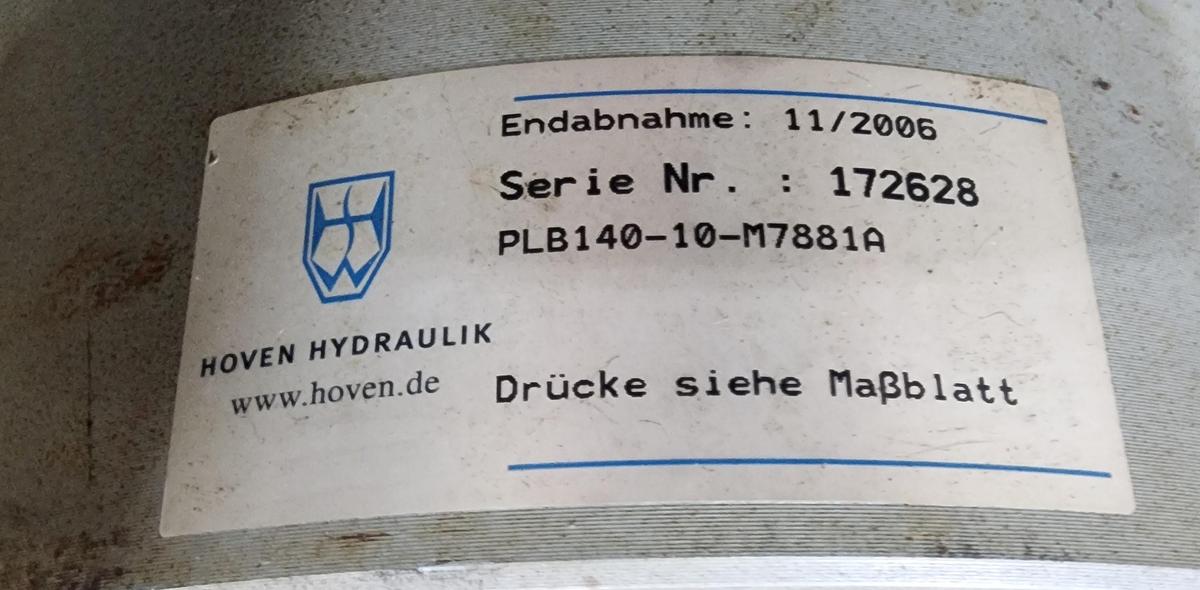 Endabnahme: 11/2006
Serie Nr. : 172628
PLB140-10-M7881A
HOVEN HYDRAULIK
www.hoven.de
Drücke siehe Maßblatt